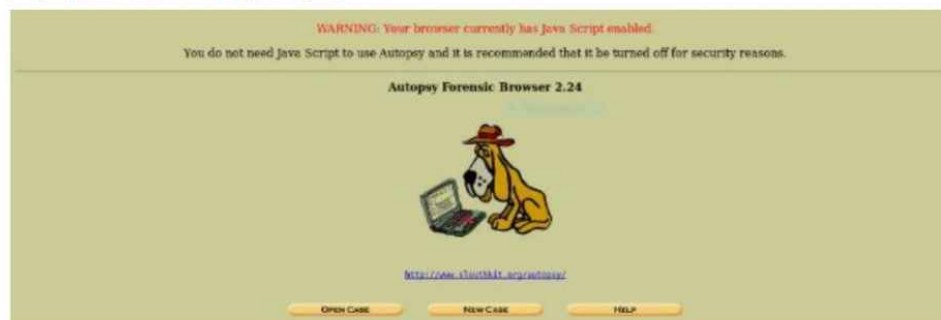 WARNING: Your browser currently has Java Script enabled.
You do not need Java Script to use Autopsy and it is recommended that it be turned off for security reasons.
Autopsy Forensic Browser 2.24
http://www.sleuthkit.org/autopsy/
OPEN CASE
NEW CASE
HELP